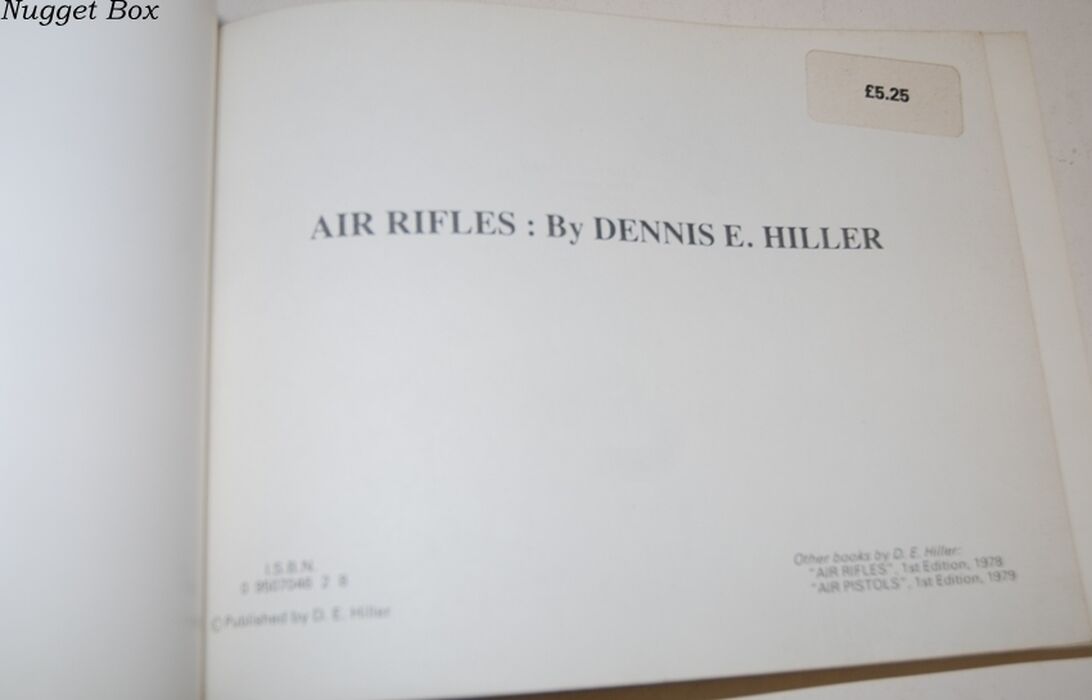 Nugget Box
£5.25
AIR RIFLES : By DENNIS E. HILLER
I.S.B.N.
0 9507046 2 8
© Published by D. E. Hiller
Other books by D. E. Hiller:
"AIR RIFLES", 1st Edition, 1978
"AIR PISTOLS", 1st Edition, 1979